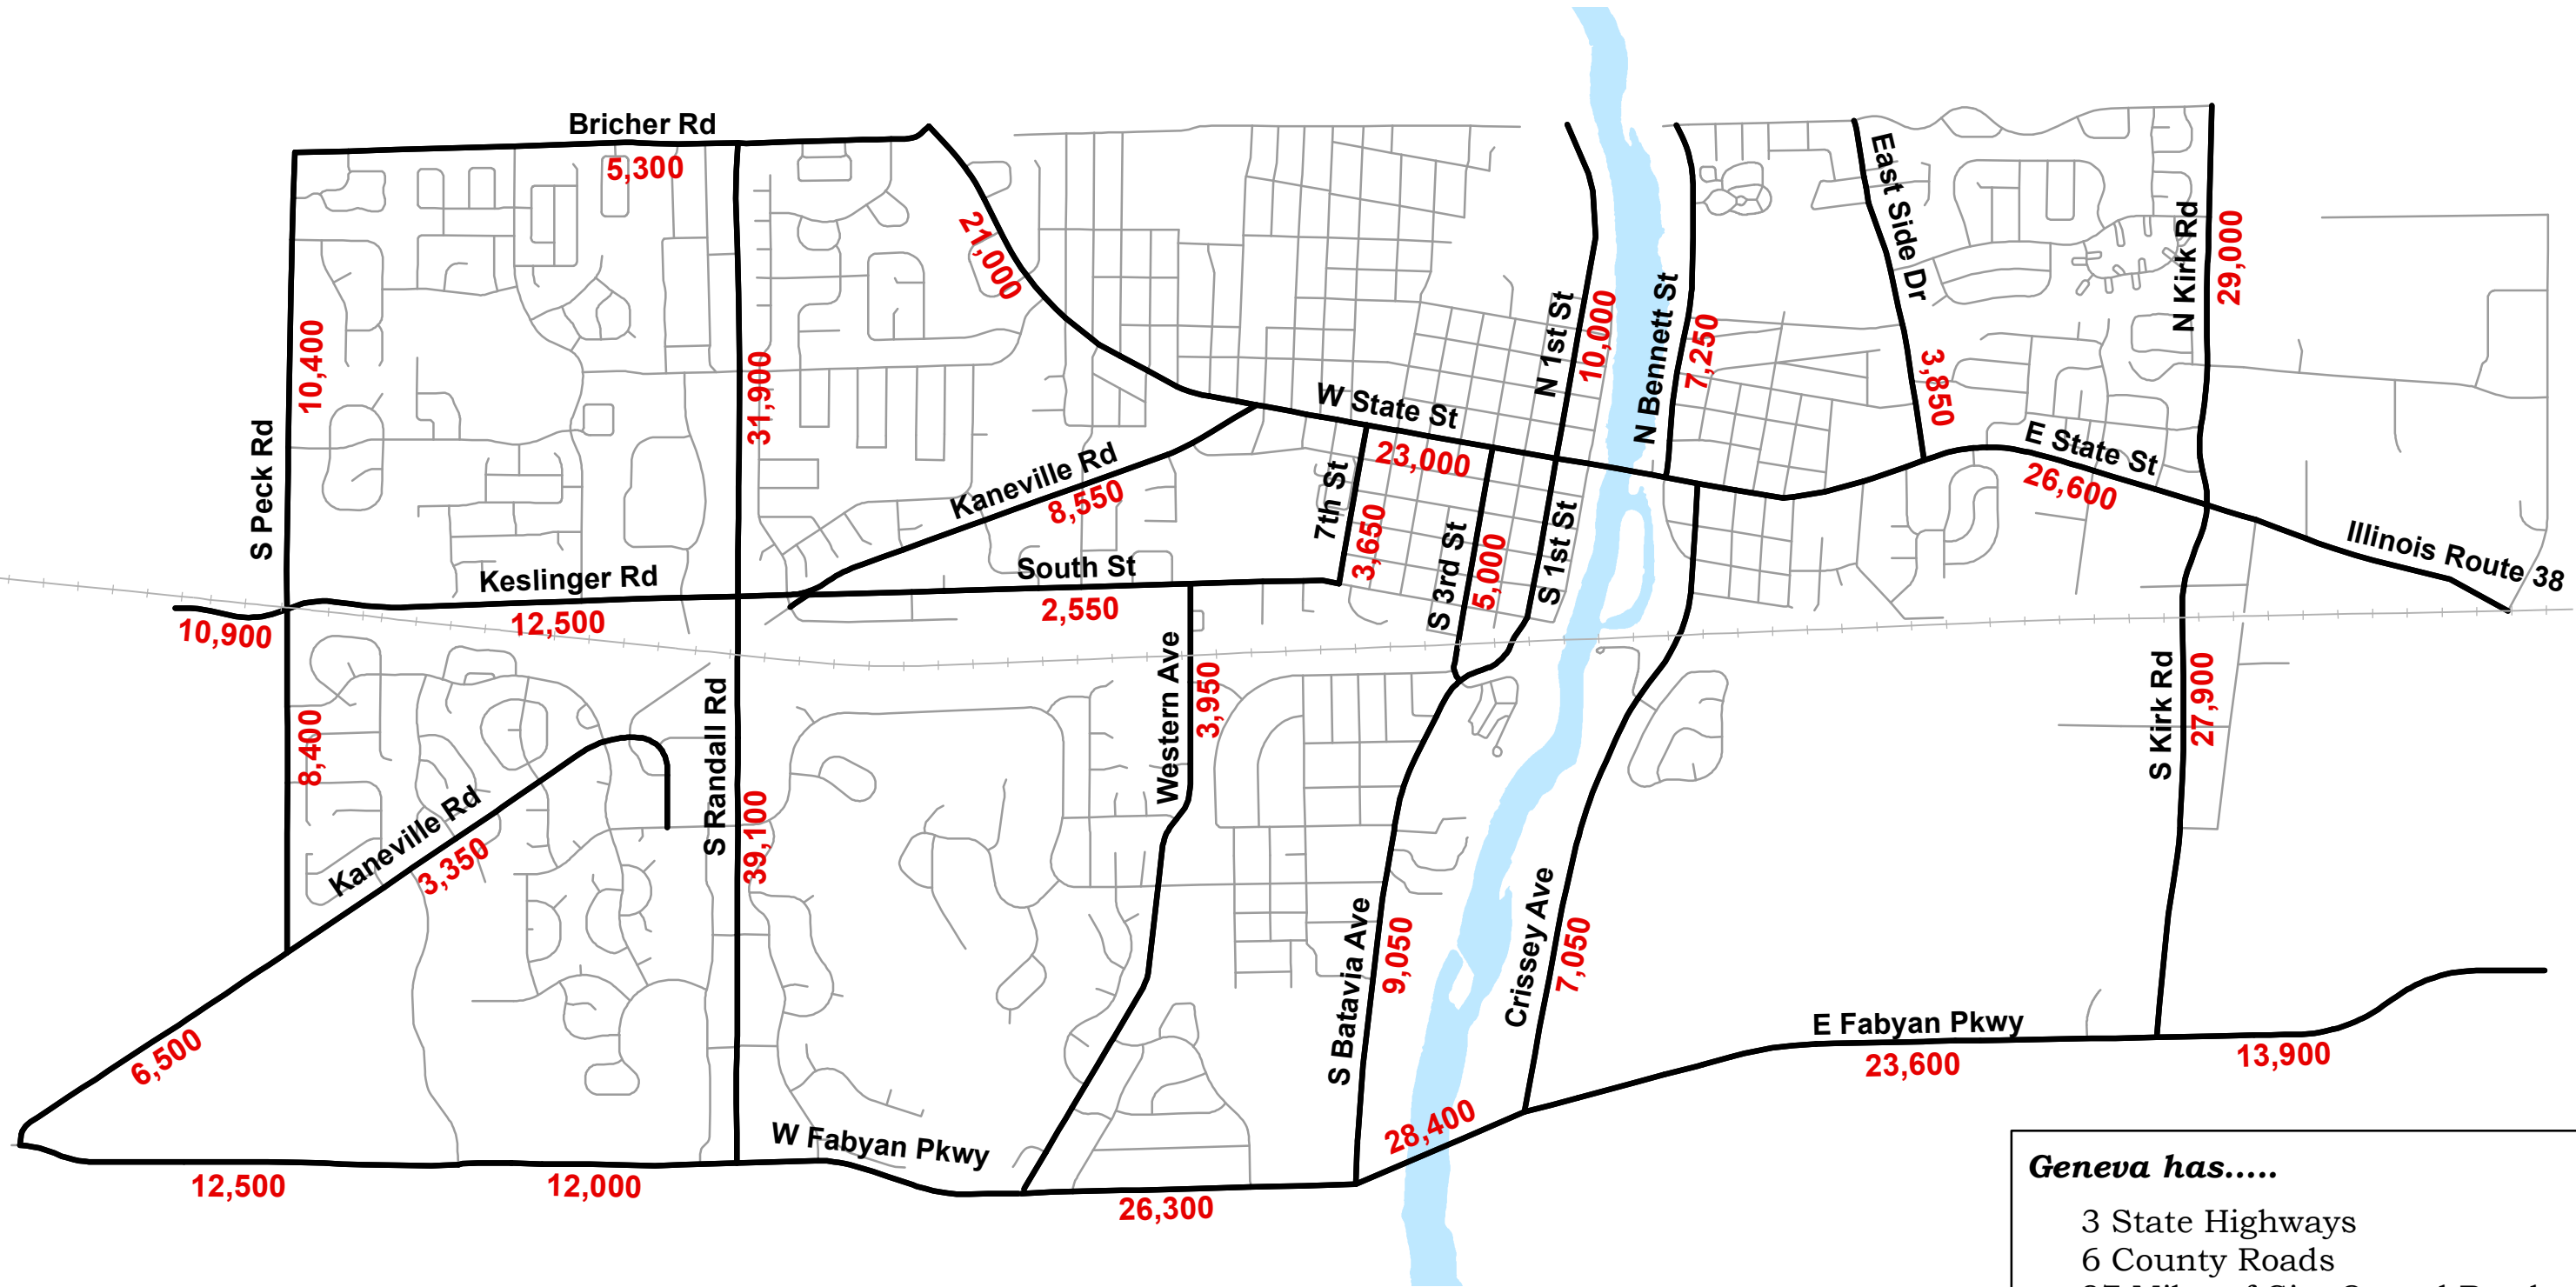 Bricher Rd
5,300
21,000
East Side Dr
N Kirk Rd
29,000
10,400
31,900
N 1st St
10,000
N Bennett St
7,250
3,850
W State St
23,000
E State St
26,600
S Peck Rd
Kaneville Rd
8,550
7th St
3,650
S 3rd St
5,000
S 1st St
Illinois Route 38
Keslinger Rd
12,500
10,900
South St
2,550
Western Ave
3,950
S Kirk Rd
27,900
8,400
S Randall Rd
39,100
Kaneville Rd
3,350
S Batavia Ave
9,050
Crissey Ave
7,050
6,500
E Fabyan Pkwy
23,600
13,900
W Fabyan Pkwy
28,400
12,500
12,000
26,300
Geneva has.....
3 State Highways
6 County Roads